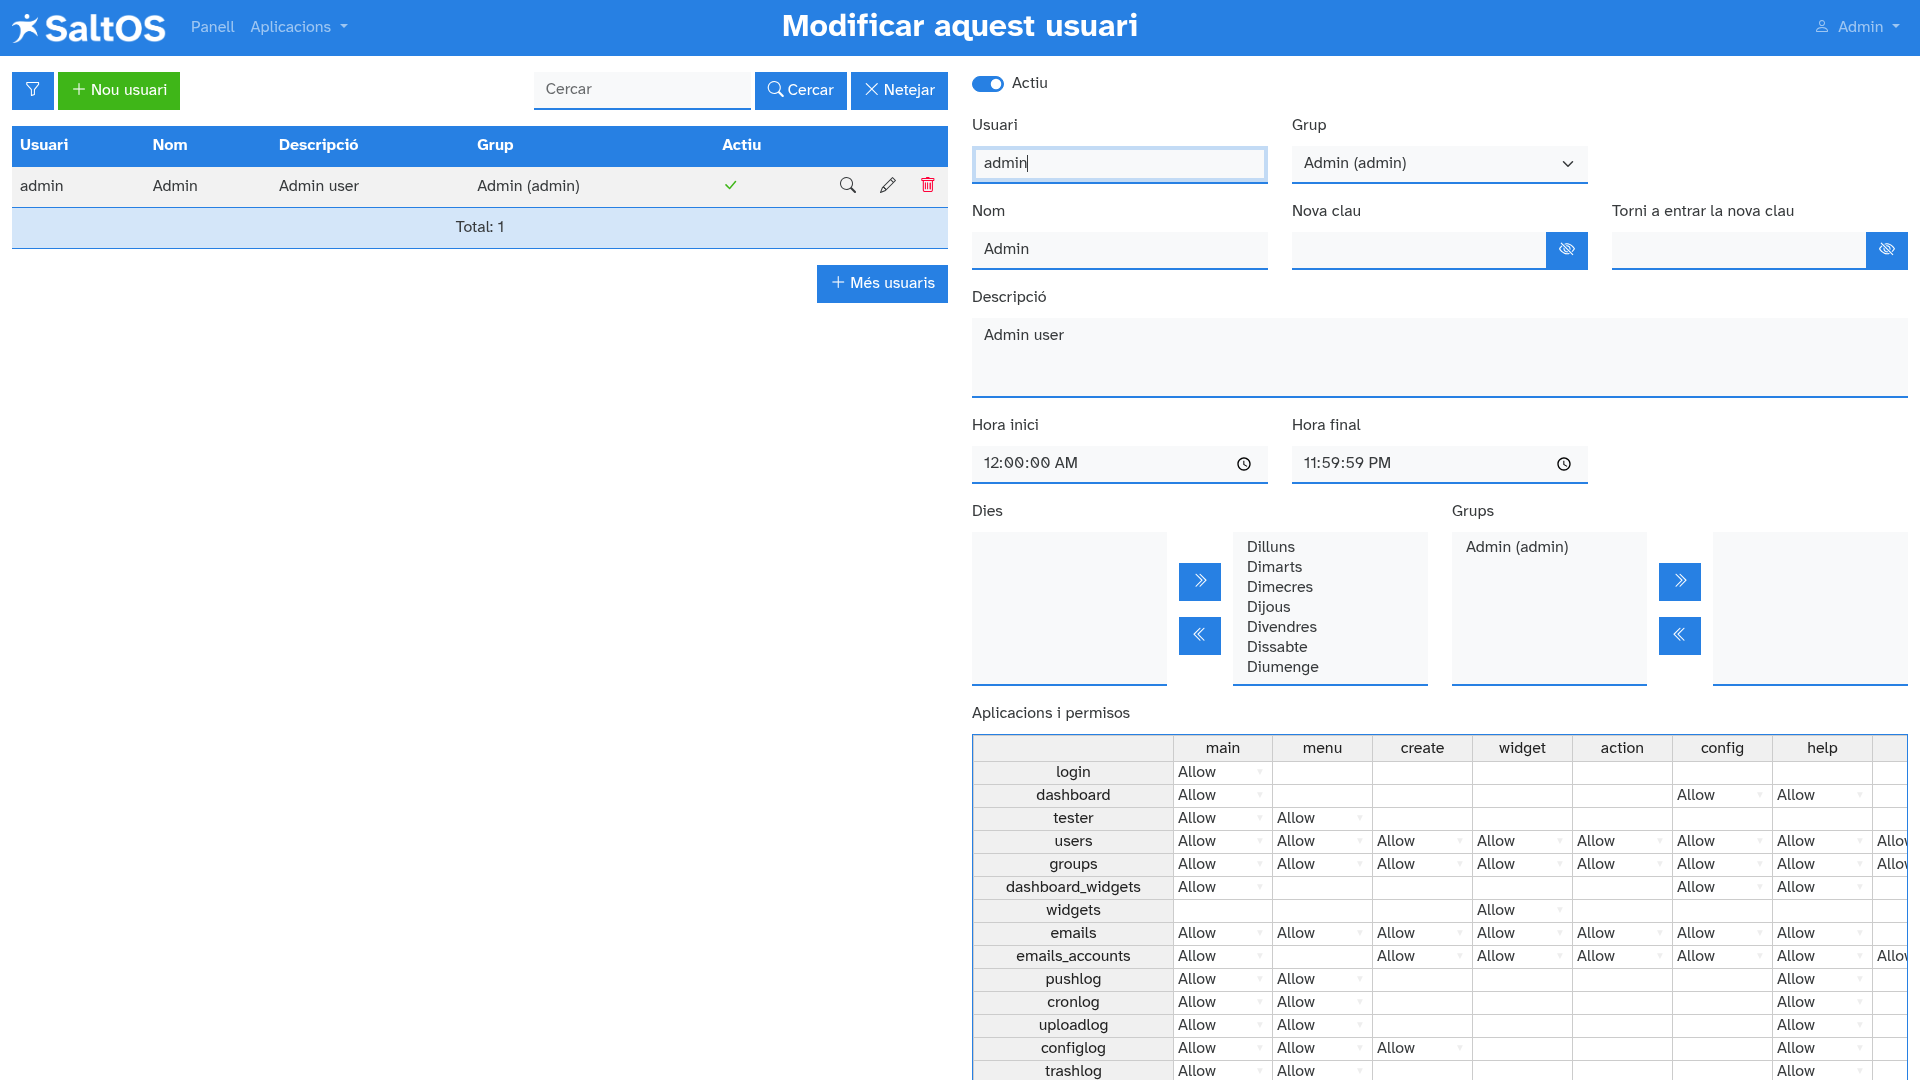 SaltOS Panell Aplicacions Modificar aquest usuari Admin
Nou usuari Cercar Cercar Netejar
Usuari Nom Descripció Grup Actiu
admin Admin Admin user Admin (admin)
Total: 1
Més usuaris
Actiu
Usuari Grup
admin Admin (admin)
Nom Nova clau Torni a entrar la nova clau
Admin
Descripció
Admin user
Hora inici Hora final
12:00:00 AM 11:59:59 PM
Dies Grups
Dilluns Admin (admin)
Dimarts
Dimecres
Dijous
Divendres
Dissabte
Diumenge
Aplicacions i permisos
main menu create widget action config help
login Allow
dashboard Allow Allow Allow
tester Allow Allow
users Allow Allow Allow Allow Allow Allow Allow
groups Allow Allow Allow Allow Allow Allow Allow
dashboard_widgets Allow Allow Allow
widgets Allow
emails Allow Allow Allow Allow Allow Allow Allow
emails_accounts Allow Allow Allow Allow Allow Allow
pushlog Allow Allow Allow
cronlog Allow Allow Allow
uploadlog Allow Allow Allow
configlog Allow Allow Allow Allow
trashlog Allow Allow Allow